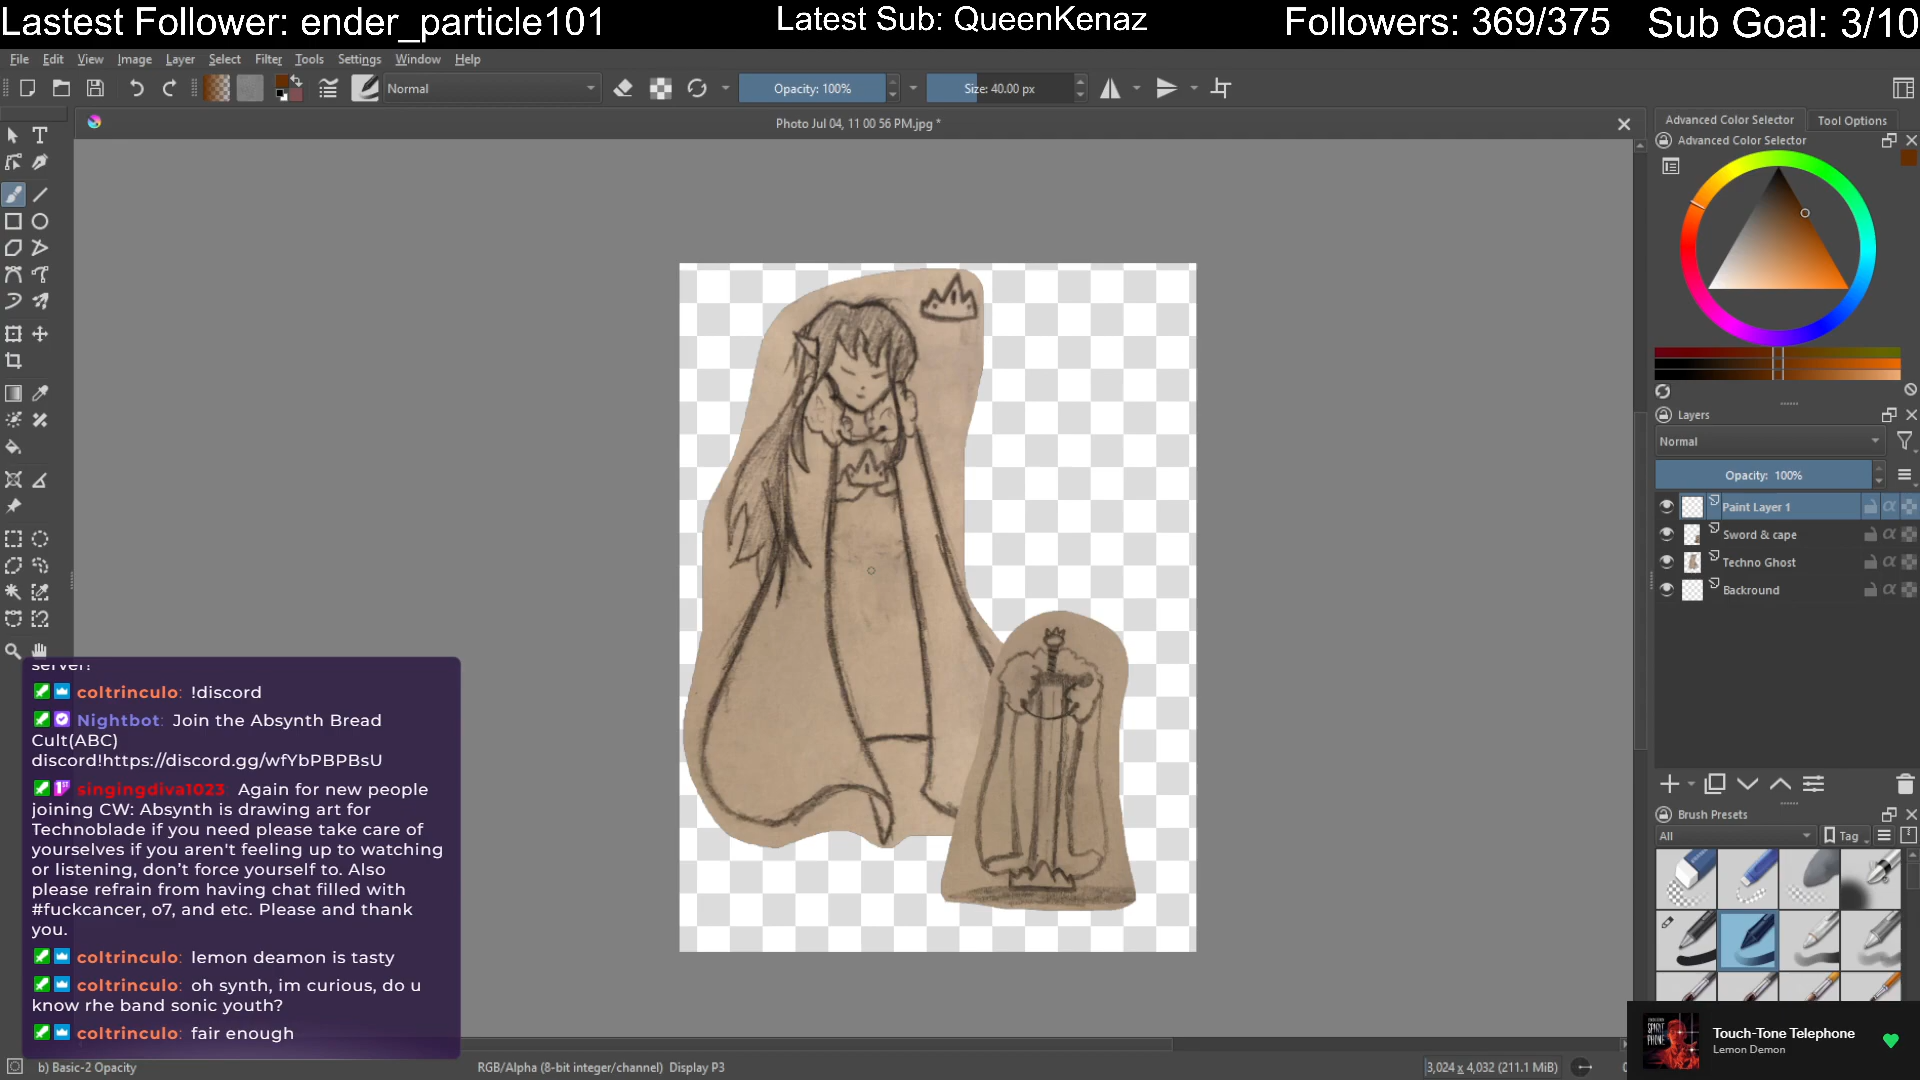 Lastest Follower: ender_particle101
Latest Sub: QueenKenaz
Followers: 369/375
Sub Goal: 3/10
File Edit View Image Layer Select Filter Tools Settings Window Help
Normal
Opacity: 100%
Size: 40.00 px
Photo Jul 04, 11 00 56 PM.jpg *
Advanced Color Selector
Tool Options
Advanced Color Selector
Layers
Normal
Opacity: 100%
Paint Layer 1
Sword & cape
Techno Ghost
Backround
Brush Presets
All
Tag
server!
coltrinculo: !discord
Nightbot: Join the Absynth Bread
Cult(ABC)
discord!https://discord.gg/wfYbPBPBsU
singingdiva1023: Again for new people
joining CW: Absynth is drawing art for
Technoblade if you need please take care of
yourselves if you aren't feeling up to watching
or listening, don't force yourself to. Also
please refrain from having chat filled with
#fuckcancer, o7, and etc. Please and thank
you.
coltrinculo: lemon deamon is tasty
coltrinculo: oh synth, im curious, do u
know rhe band sonic youth?
coltrinculo: fair enough
Touch-Tone Telephone
Lemon Demon
b) Basic-2 Opacity
RGB/Alpha (8-bit integer/channel) Display P3
3,024 x 4,032 (211.1 MiB)